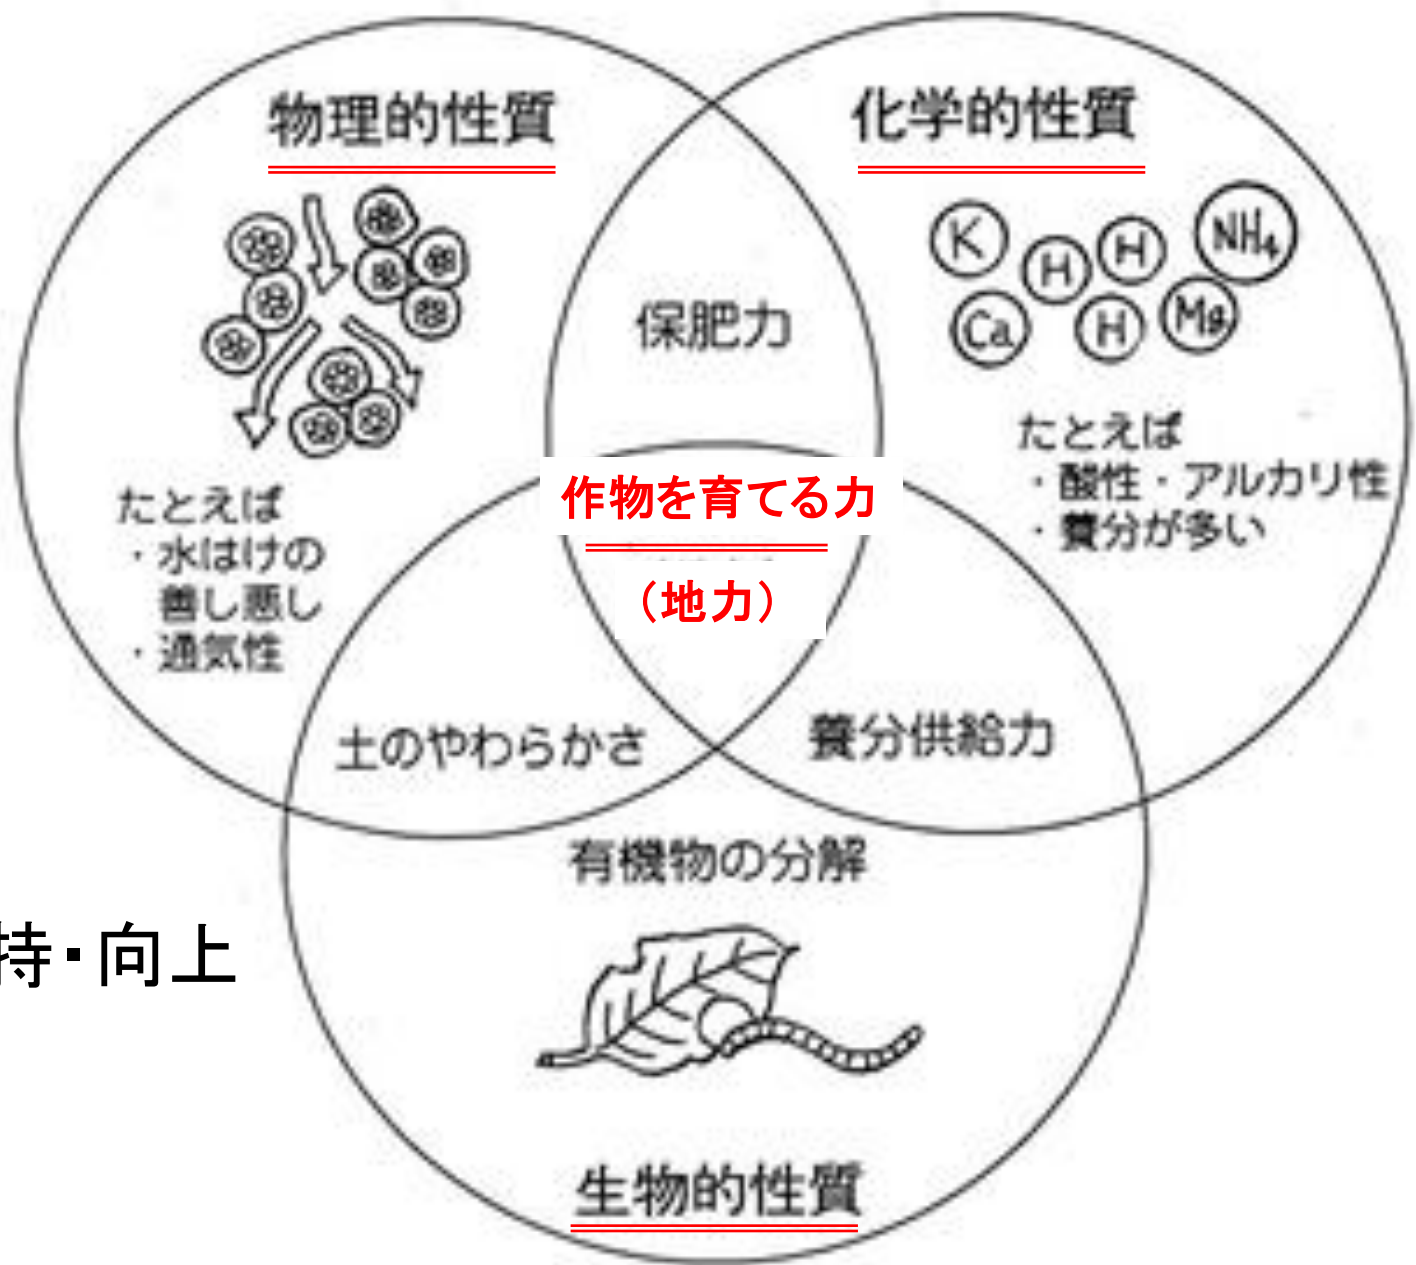 物理的性質
化学的性質
K
H
H
NH4
Ca
H
Mg
保肥力
たとえば
・酸性・アルカリ性
・養分が多い
たとえば
・水はけの
善し悪し
・通気性
作物を育てる力
（地力）
土のやわらかさ
養分供給力
有機物の分解
持・向上
生物的性質